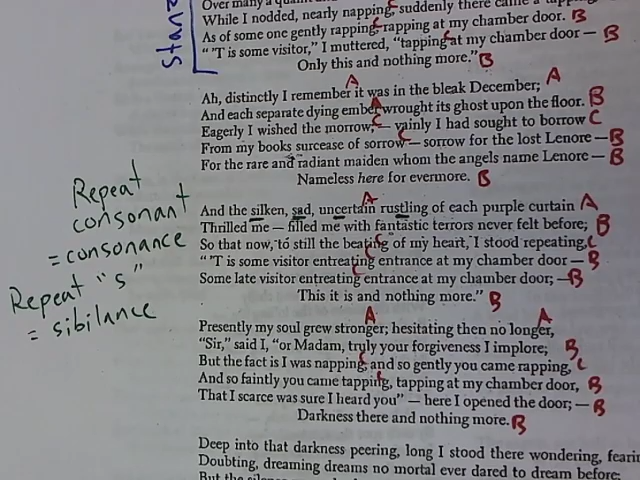 Over many a quaint and
While I nodded, nearly napping, suddenly there came a tapping
As of some one gently rapping, rapping at my chamber door. B
“ ’T is some visitor,” I muttered, “tapping at my chamber door — B
Only this and nothing more.” B
Stanz
A A
Ah, distinctly I remember it was in the bleak December;
And each separate dying ember wrought its ghost upon the floor. B
Eagerly I wished the morrow; — vainly I had sought to borrow C
From my books surcease of sorrow — sorrow for the lost Lenore — B
For the rare and radiant maiden whom the angels name Lenore — B
Nameless here for evermore. B
Repeat
consonant
= consonance
Repeat "s"
= sibilance
A
And the silken, sad, uncertain rustling of each purple curtain A
Thrilled me — filled me with fantastic terrors never felt before; B
So that now, to still the beating of my heart, I stood repeating, C
“ ’T is some visitor entreating entrance at my chamber door — B
Some late visitor entreating entrance at my chamber door; — B
This it is and nothing more.” B
A A
Presently my soul grew stronger; hesitating then no longer,
“Sir,” said I, “or Madam, truly your forgiveness I implore; B
But the fact is I was napping, and so gently you came rapping, C
And so faintly you came tapping, tapping at my chamber door, B
That I scarce was sure I heard you” — here I opened the door; — B
Darkness there and nothing more. B
Deep into that darkness peering, long I stood there wondering, fearin
Doubting, dreaming dreams no mortal ever dared to dream before;
But the silence